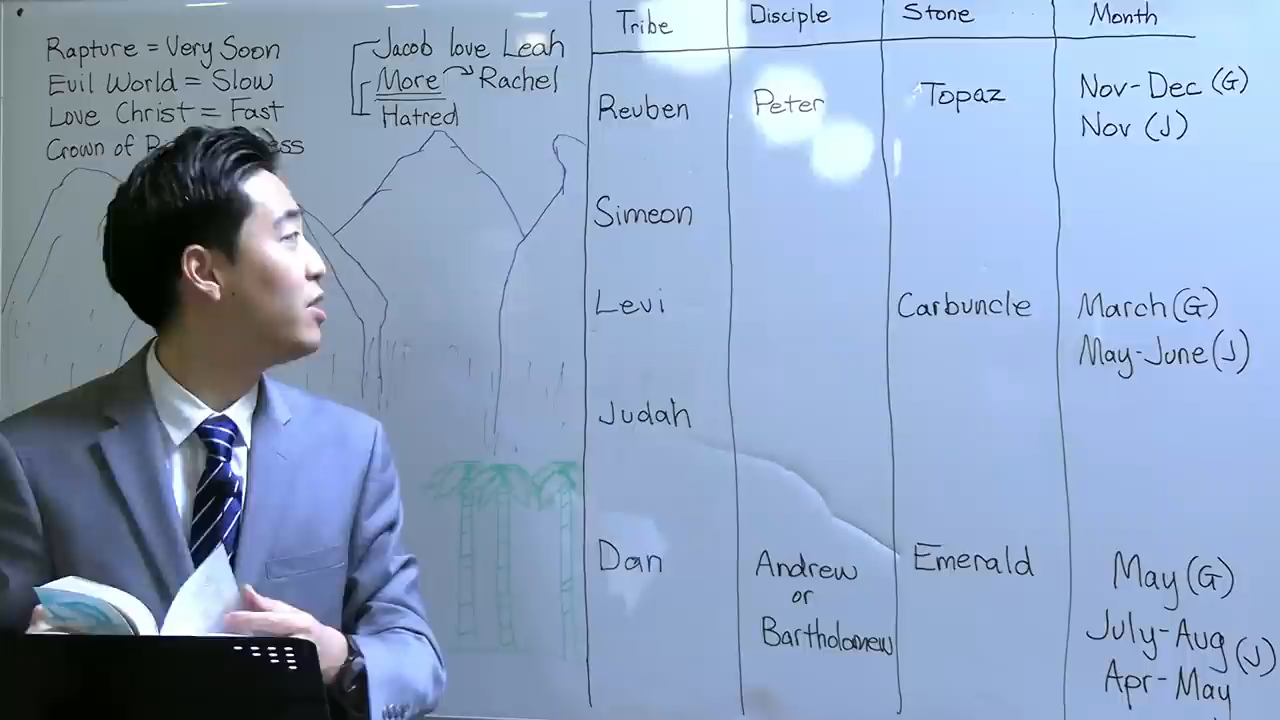 Rapture = Very Soon
Evil World = Slow
Love Christ = Fast
Crown of
Jacob love Leah
More Rachel
Hatred
Tribe Disciple Stone Month
Reuben Peter Topaz Nov-Dec (G)
Nov (J)
Simeon
Levi Carbuncle March (G)
May-June (J)
Judah
Dan Andrew Emerald May (G)
or
Bartholomew July-Aug (J)
Apr-May